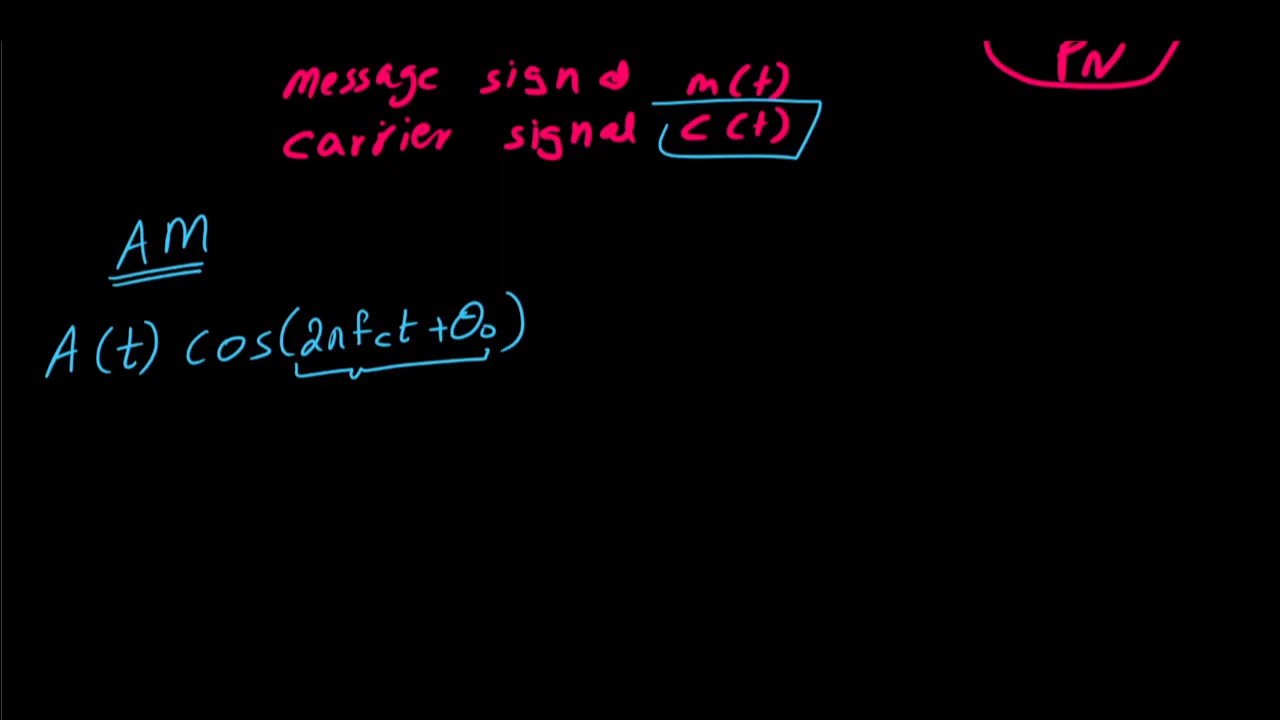 message signal m(t)
PN
carrier signal c(t)
AM
A(t) cos(2πfct+θ0)